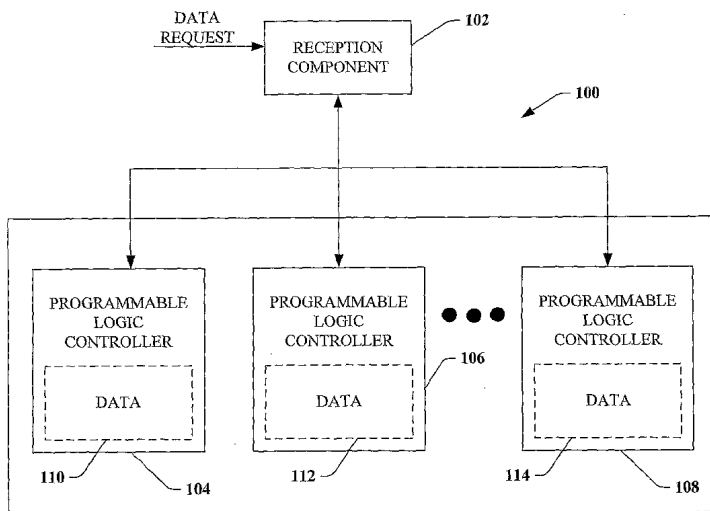 DATA
REQUEST
RECEPTION
COMPONENT
102
100
PROGRAMMABLE
LOGIC
CONTROLLER
DATA
110
104
PROGRAMMABLE
LOGIC
CONTROLLER
106
DATA
112
PROGRAMMABLE
LOGIC
CONTROLLER
DATA
114
108